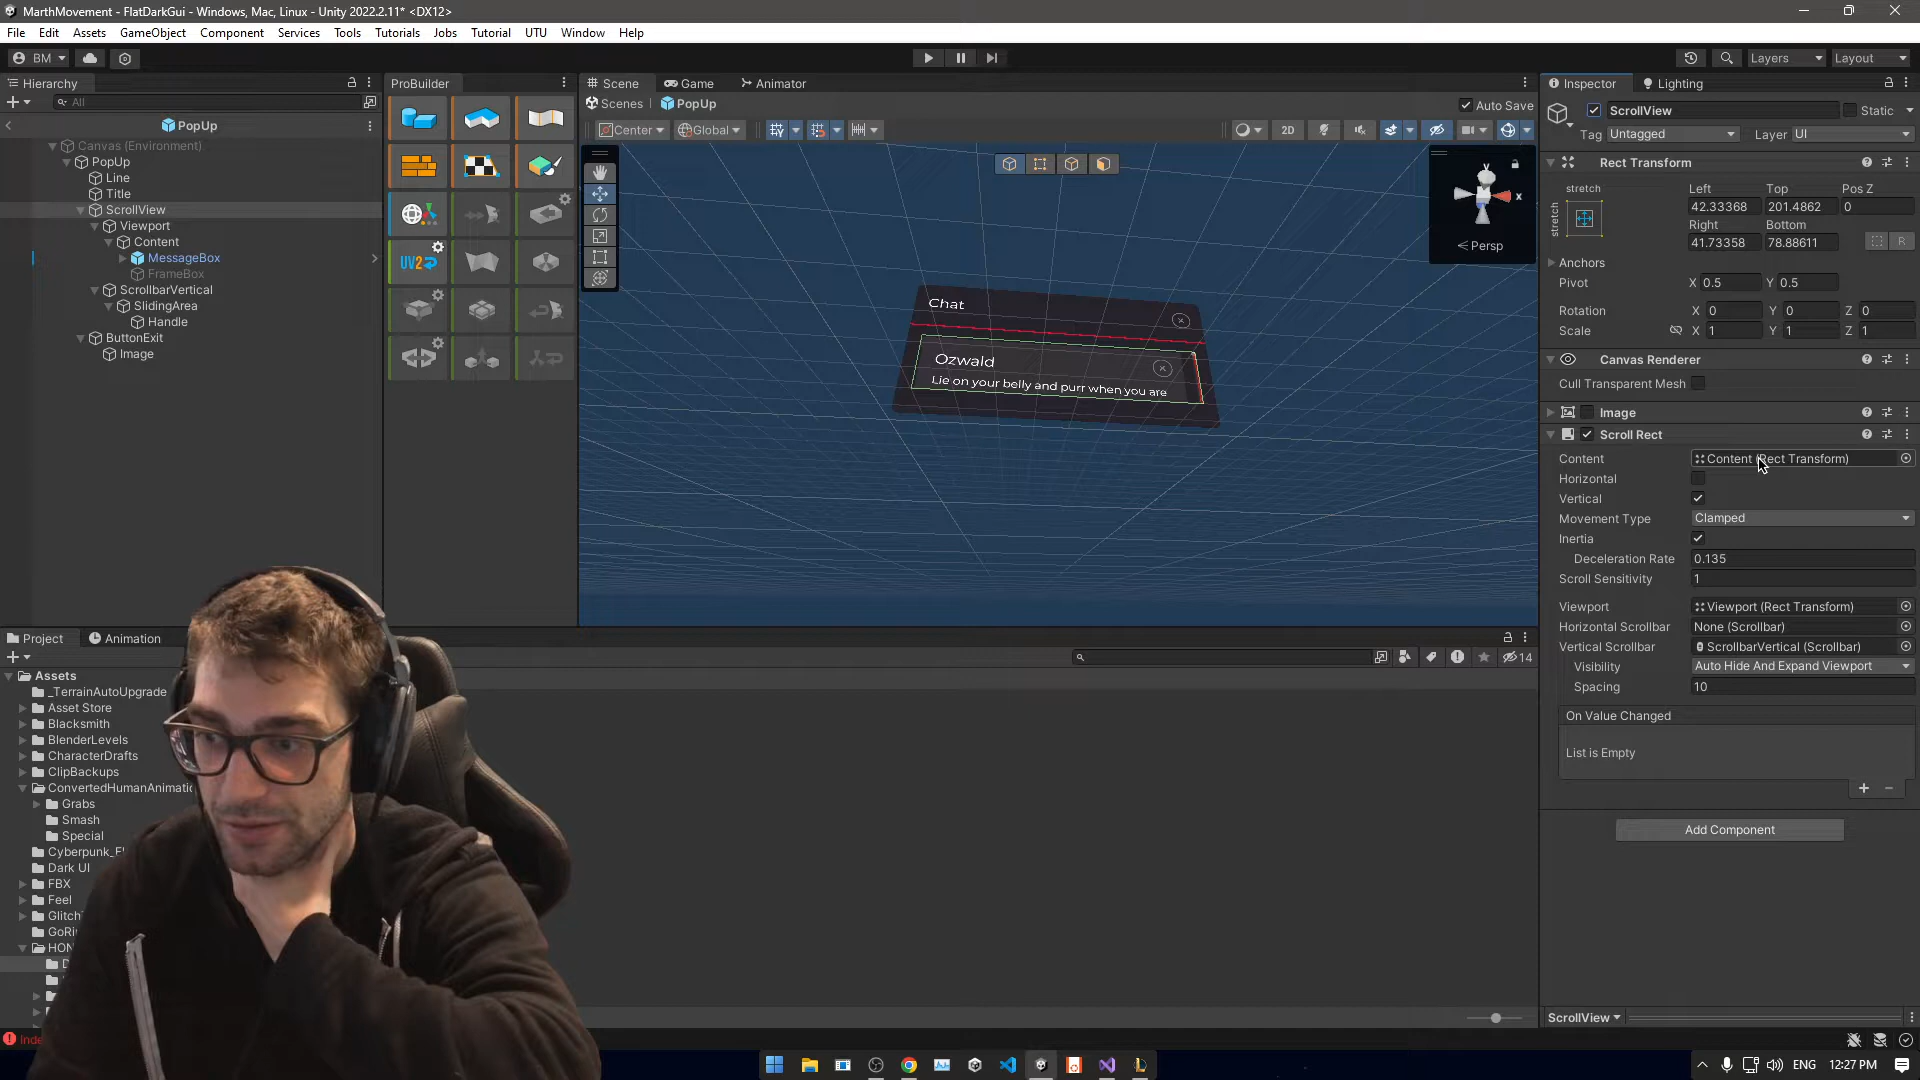 MarthMovement - FlatDarkGui - Windows, Mac, Linux - Unity 2022.2.11* <DX12>
File Edit Assets GameObject Component Services Tools Tutorials Jobs Tutorial UTU Window Help
BM Layers Layout
Hierarchy ProBuilder Scene Game Animator Inspector Lighting
All
Scenes PopUp Auto Save
ScrollView Static
PopUp
Center Global 2D
Tag Untagged Layer UI
Canvas (Environment)
PopUp
Line
Title
ScrollView
Viewport
Content
MessageBox
FrameBox
ScrollbarVertical
SlidingArea
Handle
ButtonExit
Image
UV2
Y
X
Persp
Chat
Ozwald
Lie on your belly and purr when you are
Rect Transform
stretch
stretch
Left Top Pos Z
42.33368 201.4862 0
Right Bottom
41.73358 78.88611 R
Anchors
Pivot X 0.5 Y 0.5
Rotation X 0 Y 0 Z 0
Scale X 1 Y 1 Z 1
Canvas Renderer
Cull Transparent Mesh
Image
Scroll Rect
Content Content (Rect Transform)
Horizontal
Vertical
Movement Type Clamped
Inertia
Deceleration Rate 0.135
Scroll Sensitivity 1
Viewport Viewport (Rect Transform)
Horizontal Scrollbar None (Scrollbar)
Vertical Scrollbar ScrollbarVertical (Scrollbar)
Visibility Auto Hide And Expand Viewport
Spacing 10
On Value Changed
List is Empty
Add Component
ScrollView
Project Animation
14
Assets
_TerrainAutoUpgrade
Asset Store
Blacksmith
BlenderLevels
CharacterDrafts
ClipBackups
ConvertedHumanAnimati
Grabs
Smash
Special
Cyberpunk_
Dark UI
FBX
Feel
Glitch
GoRi
HON
D
Inde
ENG 12:27 PM